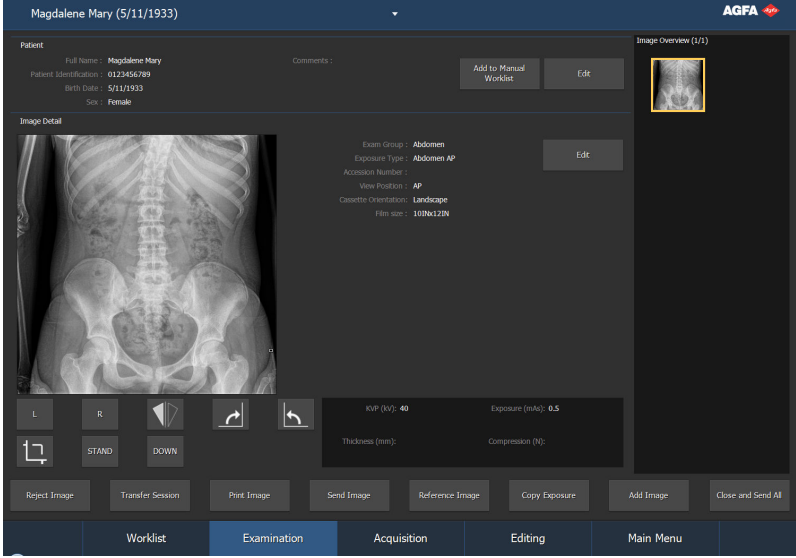 Magdalene Mary (5/11/1933)
AGFA
Patient
Full Name : Magdalene Mary
Comments :
Patient Identification : 0123456789
Birth Date : 5/11/1933
Sex : Female
Add to Manual Worklist
Edit
Image Overview (1/1)
Image Detail
Exam Group : Abdomen
Exposure Type : Abdomen AP
Accession Number :
View Position : AP
Cassette Orientation: Landscape
Film size : 10INx12IN
Edit
L
R
STAND
DOWN
KVP (kV): 40
Exposure (mAs): 0.5
Thickness (mm):
Compression (N):
Reject Image
Transfer Session
Print Image
Send Image
Reference Image
Copy Exposure
Add Image
Close and Send All
Worklist
Examination
Acquisition
Editing
Main Menu